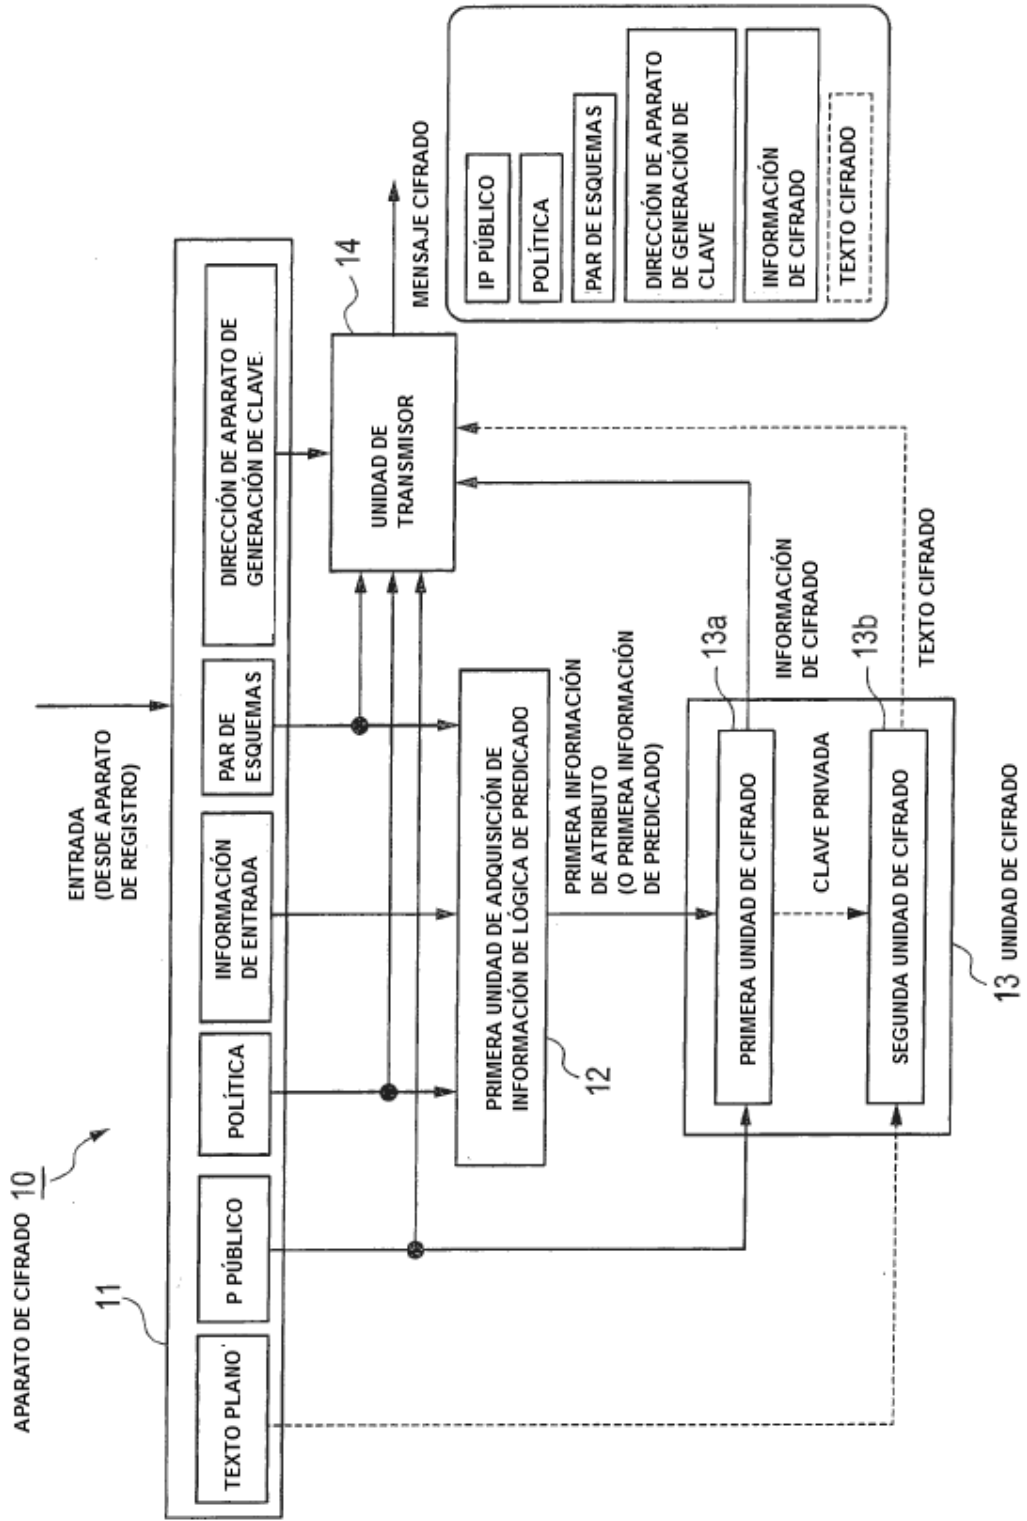 APARATO DE CIFRADO 10
11
TEXTO PLANO
P PÚBLICO
POLÍTICA
INFORMACIÓN
DE ENTRADA
PAR DE
ESQUEMAS
DIRECCIÓN DE APARATO DE
GENERACIÓN DE CLAVE
ENTRADA
(DESDE APARATO
DE REGISTRO)
UNIDAD DE
TRANSMISOR
14
MENSAJE CIFRADO
PRIMERA UNIDAD DE ADQUISICIÓN DE
INFORMACIÓN DE LÓGICA DE PREDICADO
12
PRIMERA INFORMACIÓN
DE ATRIBUTO
(O PRIMERA INFORMACIÓN
DE PREDICADO)
PRIMERA UNIDAD DE CIFRADO
13a
INFORMACIÓN
DE CIFRADO
CLAVE PRIVADA
SEGUNDA UNIDAD DE CIFRADO
13b
TEXTO CIFRADO
13 UNIDAD DE CIFRADO
IP PÚBLICO
POLÍTICA
PAR DE ESQUEMAS
DIRECCIÓN DE APARATO
DE GENERACIÓN DE
CLAVE
INFORMACIÓN
DE CIFRADO
TEXTO CIFRADO